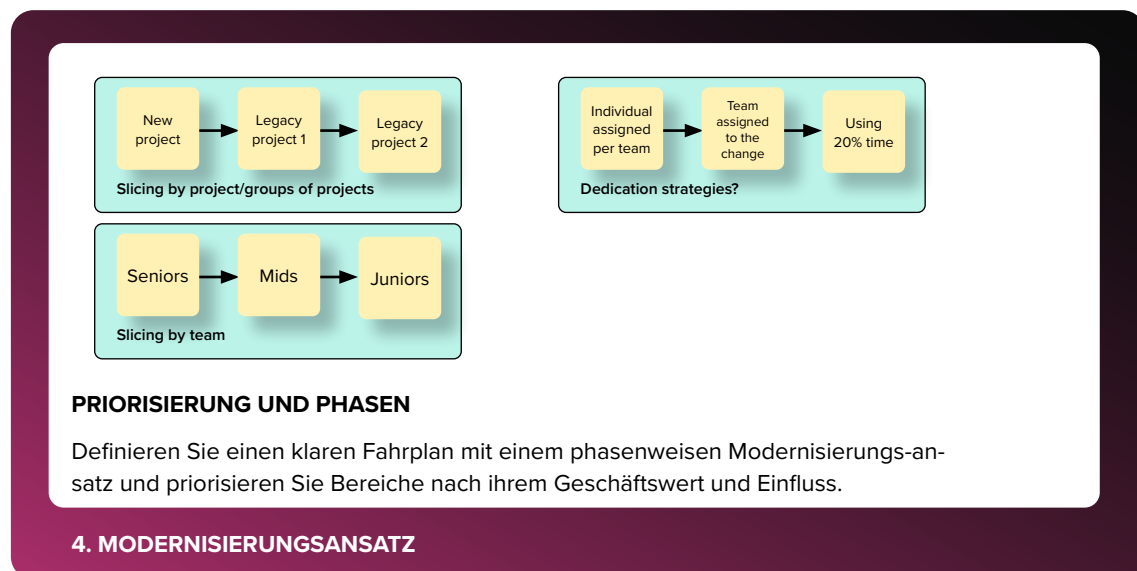 New
project
Legacy
project 1
Legacy
project 2
Slicing by project/groups of projects
Individual
assigned
per team
Team
assigned
to the
change
Using
20% time
Dedication strategies?
Seniors
Mids
Juniors
Slicing by team
PRIORISIERUNG UND PHASEN
Definieren Sie einen klaren Fahrplan mit einem phasenweisen Modernisierungs-an-
satz und priorisieren Sie Bereiche nach ihrem Geschäftswert und Einfluss.
4. MODERNISIERUNGSANSATZ